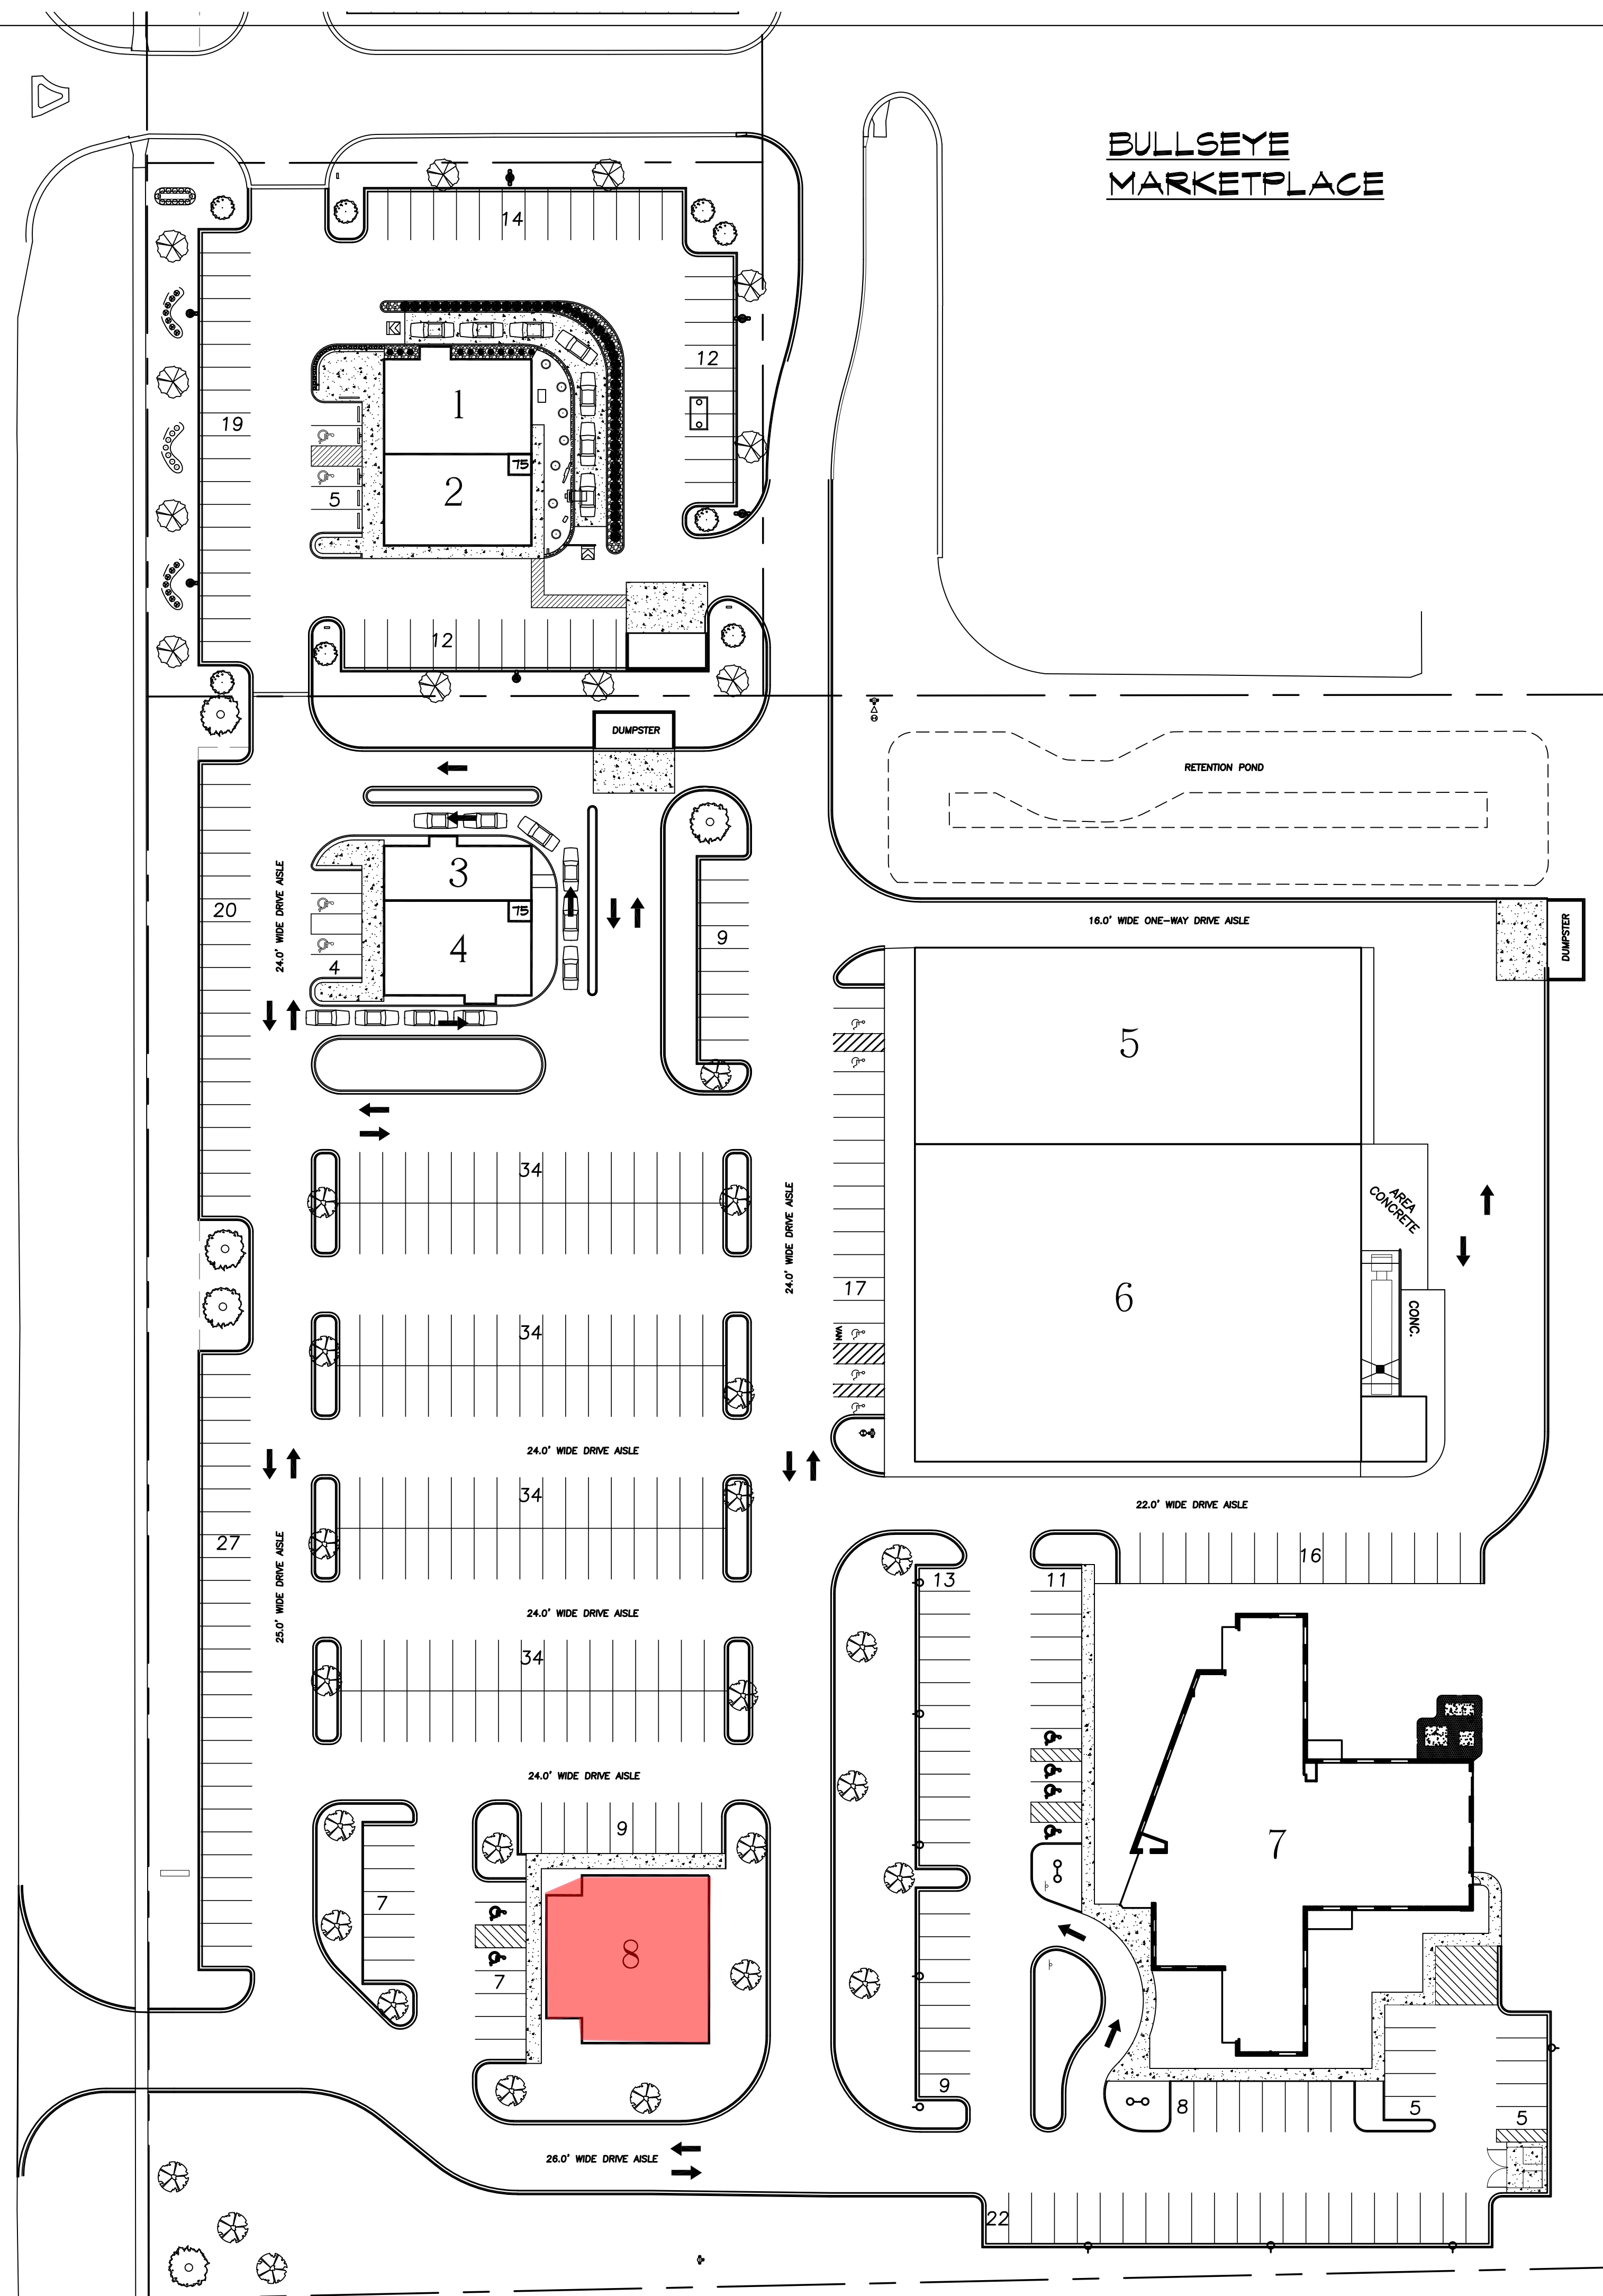 BULLSEYE
MARKETPLACE
14
12
19
1
75
2
5
12
DUMPSTER
RETENTION POND
3
75
4
4
20
24.0' WIDE DRIVE AISLE
9
16.0' WIDE ONE-WAY DRIVE AISLE
DUMPSTER
5
34
AREA
CONCRETE
24.0' WIDE DRIVE AISLE
17
6
CONC.
VAN
34
24.0' WIDE DRIVE AISLE
34
22.0' WIDE DRIVE AISLE
27
25.0' WIDE DRIVE AISLE
13
11
16
24.0' WIDE DRIVE AISLE
34
24.0' WIDE DRIVE AISLE
9
7
7
8
7
9
8
5
5
26.0' WIDE DRIVE AISLE
22